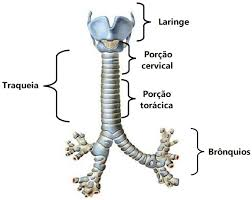 Laringe
Porção
cervical
Traqueia
Porção
torácica
Brônquios